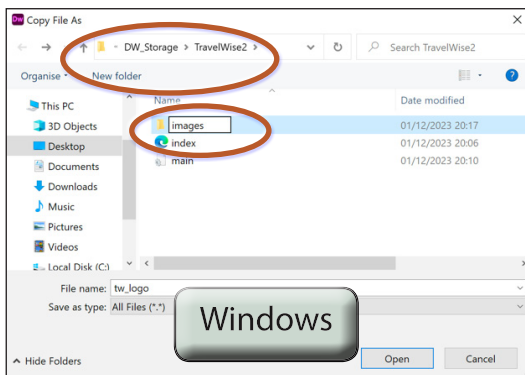 Dw Copy File As
DW_Storage > TravelWise2 >
Search TravelWise2
Organise
New folder
This PC
3D Objects
Desktop
Documents
Downloads
Music
Pictures
Videos
Local Disk (C:)
Name
Date modified
images
01/12/2023 20:17
index
01/12/2023 20:06
main
01/12/2023 20:10
File name: tw_logo
Save as type: All Files (*.*)
Windows
Hide Folders
Open
Cancel